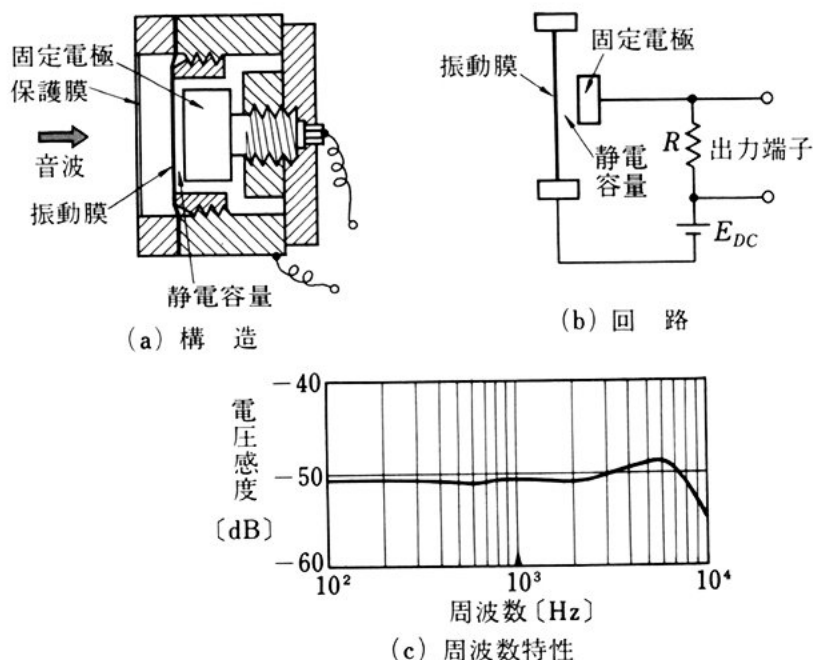 固定電極
保護膜
音波
振動膜
静電容量
(a) 構 造
固定電極
振動膜
静電
容量
R
出力端子
E_DC
(b) 回 路
電圧感度
〔dB〕
-40
-50
-60
10²
10³
10⁴
周波数〔Hz〕
(c) 周波数特性